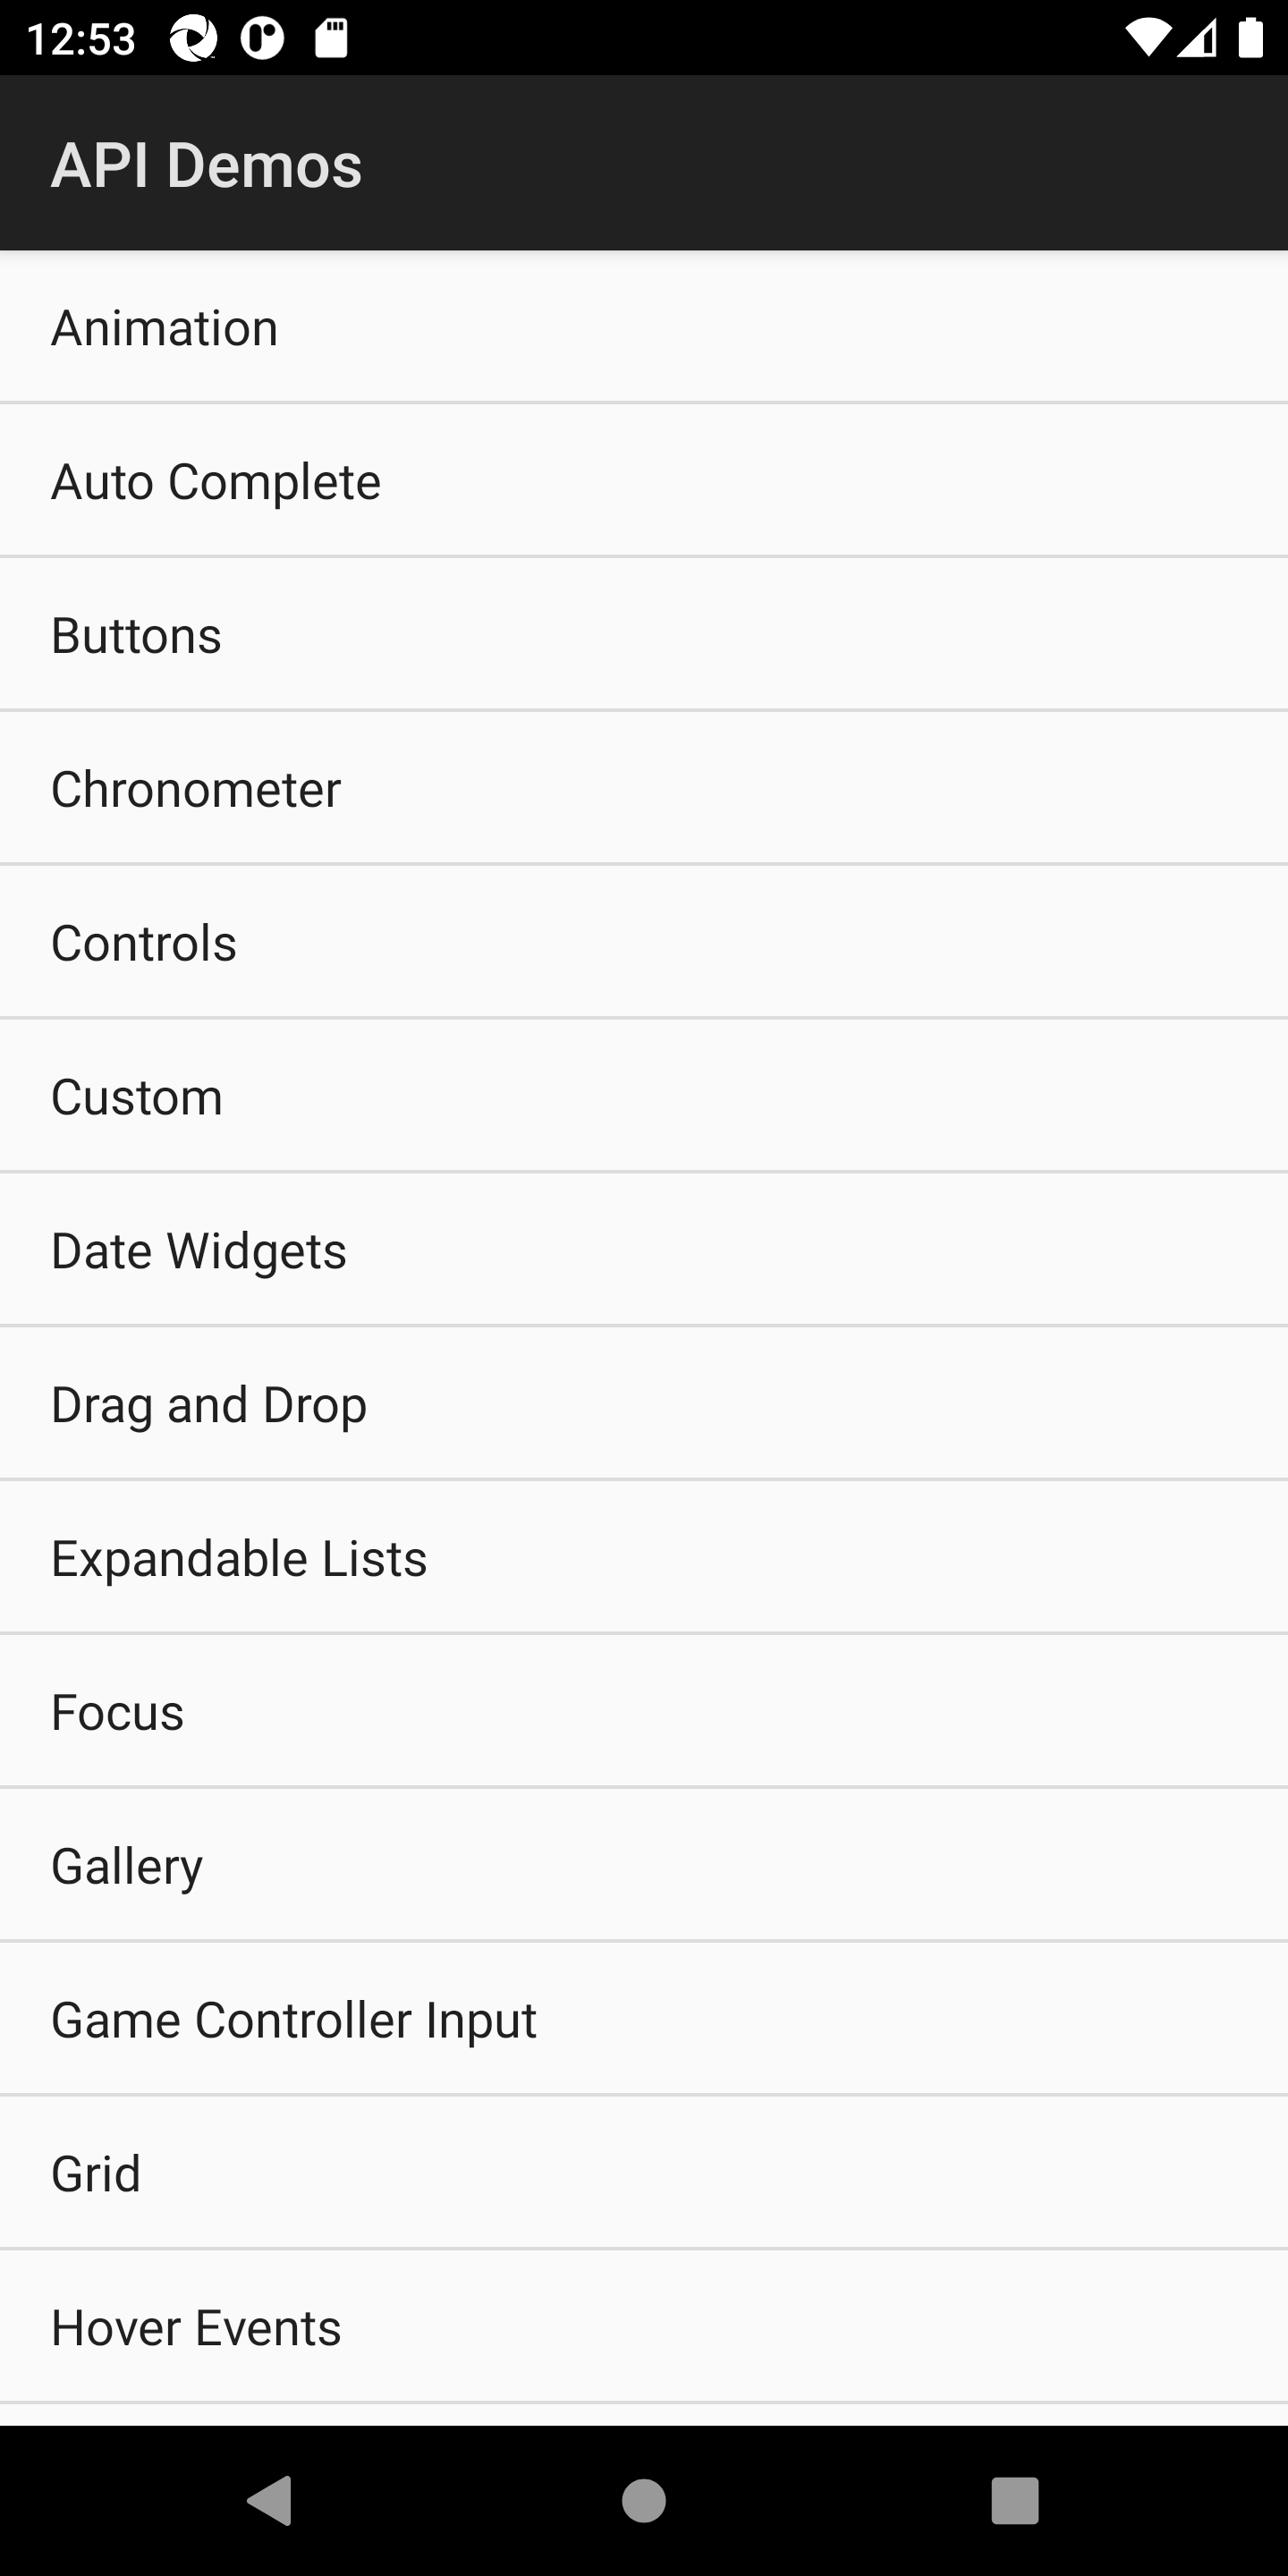 12:53
API Demos
Animation
Auto Complete
Buttons
Chronometer
Controls
Custom
Date Widgets
Drag and Drop
Expandable Lists
Focus
Gallery
Game Controller Input
Grid
Hover Events